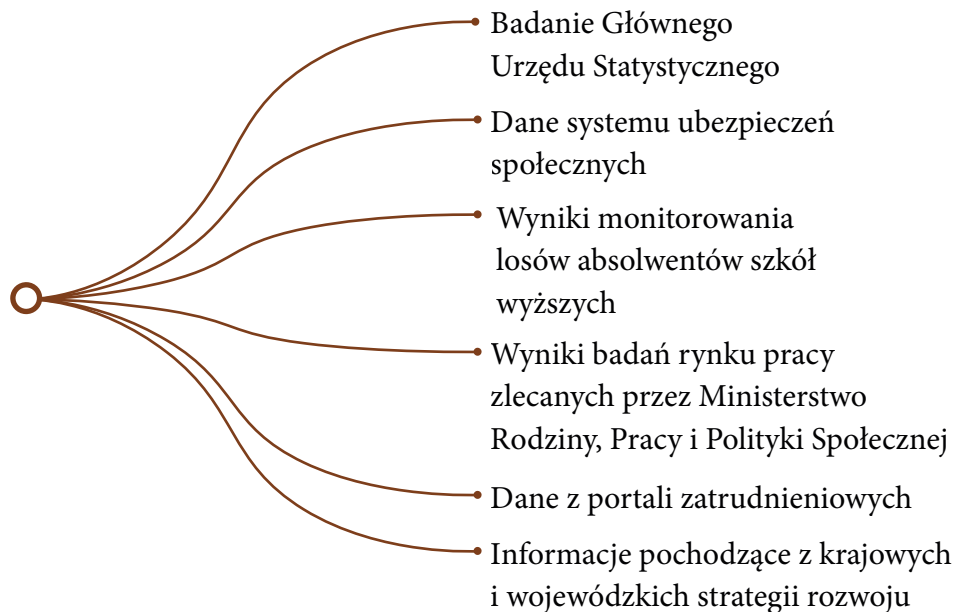 Badanie Głównego
Urzędu Statystycznego
Dane systemu ubezpieczeń
społecznych
Wyniki monitorowania
losów absolwentów szkół
wyższych
Wyniki badań rynku pracy
zlecanych przez Ministerstwo
Rodziny, Pracy i Polityki Społecznej
Dane z portali zatrudnieniowych
Informacje pochodzące z krajowych
i wojewódzkich strategii rozwoju